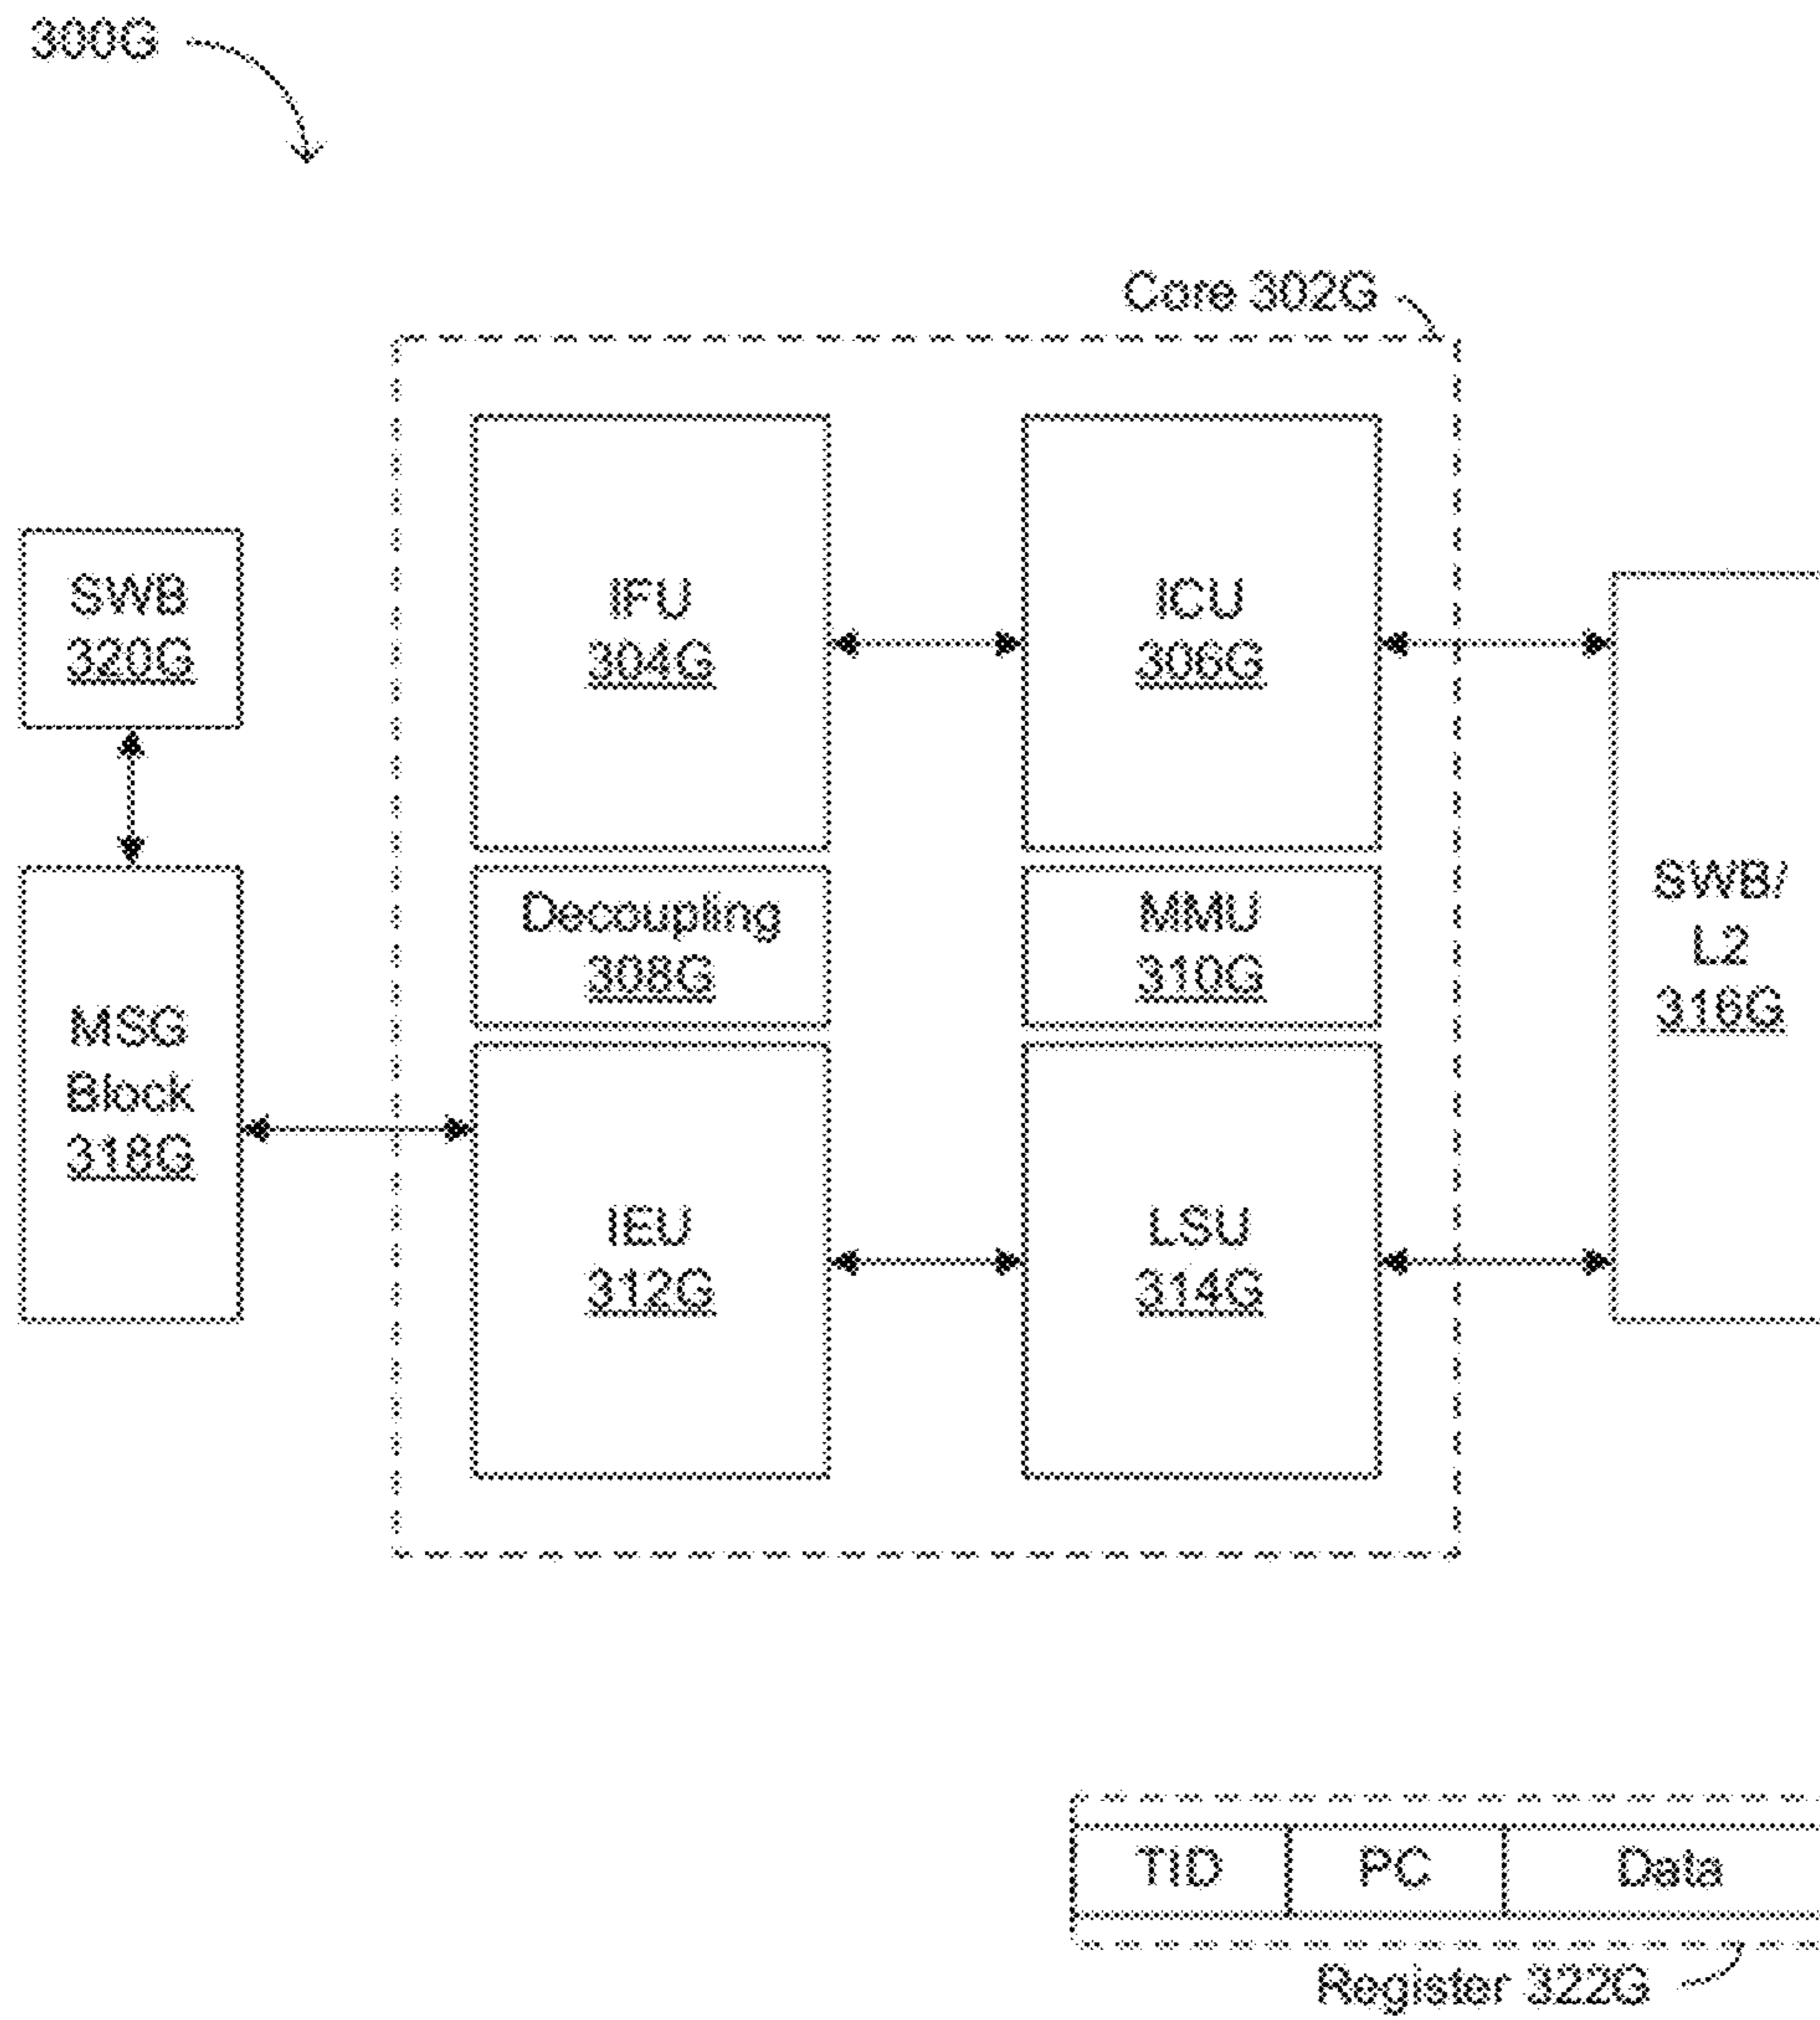 300G
Core 302G
IFU
304G
ICU
306G
SWB
320G
Decoupling
308G
MMU
310G
SWB/
L2
316G
MSG
Block
318G
IEU
312G
LSU
314G
TID PC Data
Register 322G